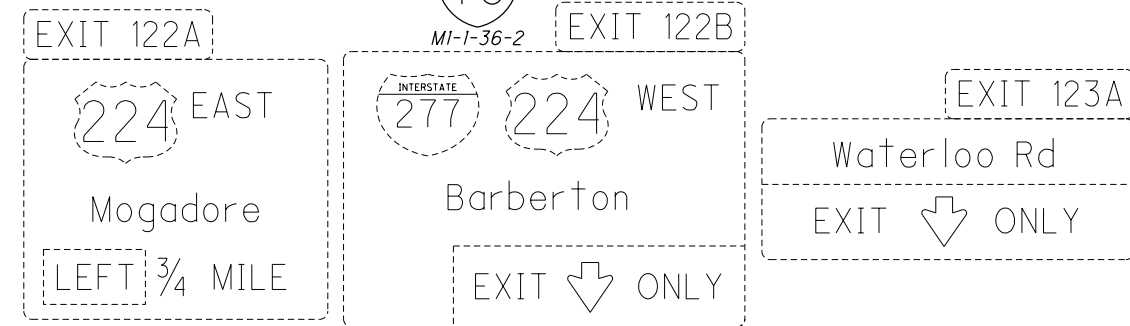 M1-1-36-2
EXIT 122A
224 EAST
Mogadore
LEFT 3/4 MILE
EXIT 122B
INTERSTATE
277 224 WEST
Barberton
EXIT ONLY
EXIT 123A
Waterloo Rd
EXIT ONLY